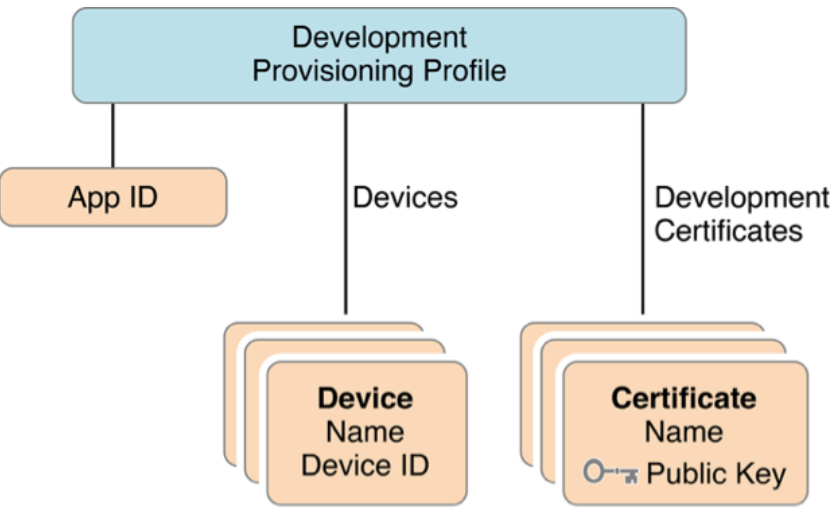 Development
Provisioning Profile
App ID
Devices
Development
Certificates
Device
Name
Device ID
Certificate
Name
Public Key